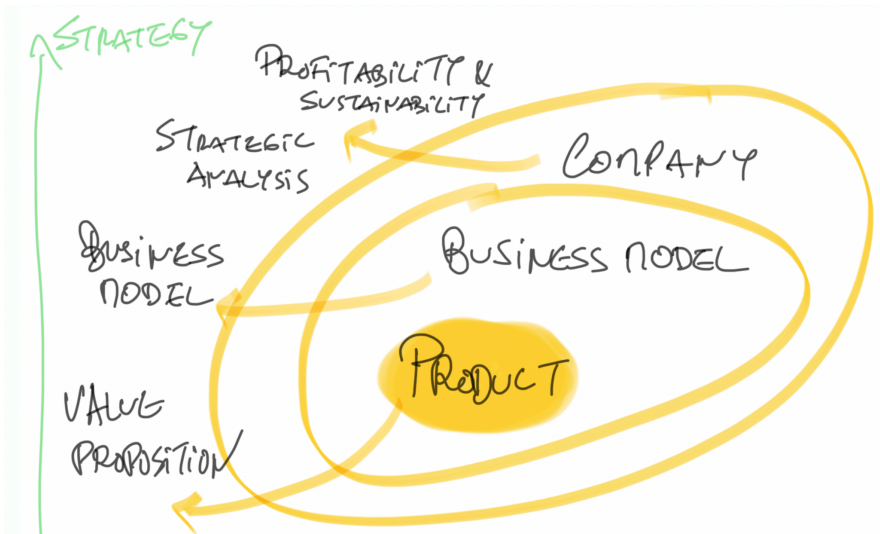 STRATEGY
PROFITABILITY &
SUSTAINABILITY
STRATEGIC
ANALYSIS
COMPANY
BUSINESS
MODEL
BUSINESS MODEL
PRODUCT
VALUE
PROPOSITION